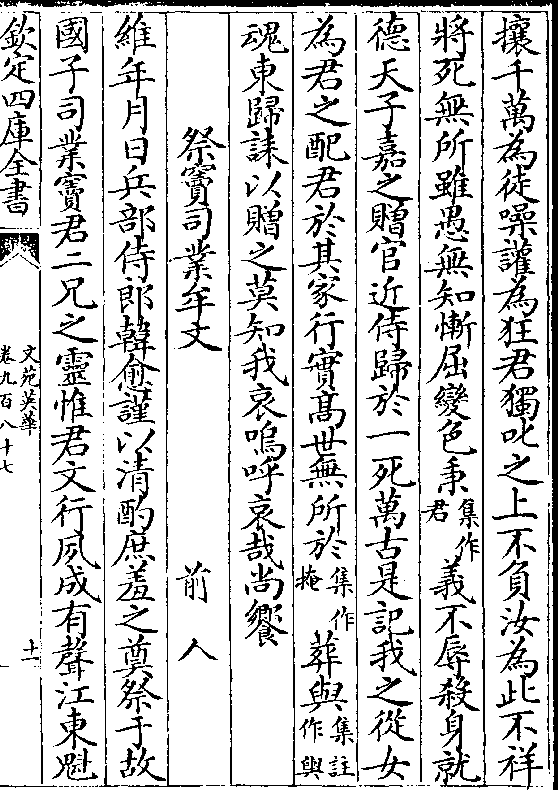 攘千萬為徒噪讙為狂君獨叱之上不負汝為此不祥
將死無所雖愚無知慚屈變色秉集作君義不辱殺身就
德天子嘉之贈官近侍歸於一死萬古是記我之從女
為君之配君於其家行實髙世無所於集作掩葬與集註作輿
魂東歸誄以贈之莫知我哀嗚呼哀哉尚饗
祭竇司業年文 前人
維年月日兵部侍郎韓愈謹以清酌庶羞之奠祭于故
國子司業竇君二兄之靈惟君文行夙成有聲江東魁
欽定四庫全書
文苑英華
卷九百八十七
十一